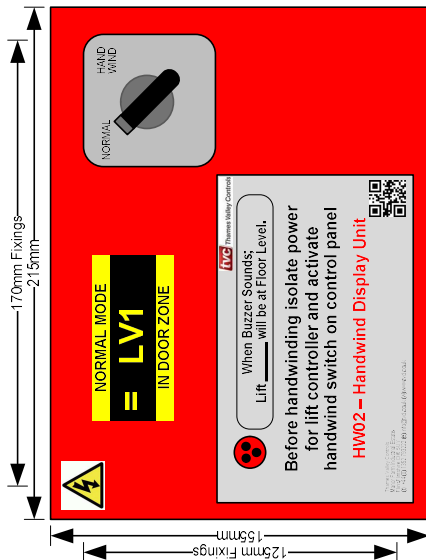 215mm
170mm Fixings
155mm
125mm Fixings
NORMAL
HAND
WIND
NORMAL MODE
= LV1
IN DOOR ZONE
tvc Thames Valley Controls
When Buzzer Sounds;
Lift ____ will be at Floor Level.
Before handwinding isolate power
for lift controller and activate
handwind switch on control panel
HW02 – Handwind Display Unit